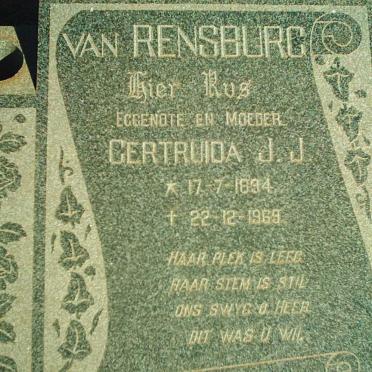 VAN RENSBURG
Hier Rus
EGGENOTE EN MOEDER
GERTRUIDA J. J.
* 17-7-1894
† 22-12-1969
HAAR PLEK IS LEEG
HAAR STEM IS STIL
ONS SWYG O HEER
DIT WAS U WIL